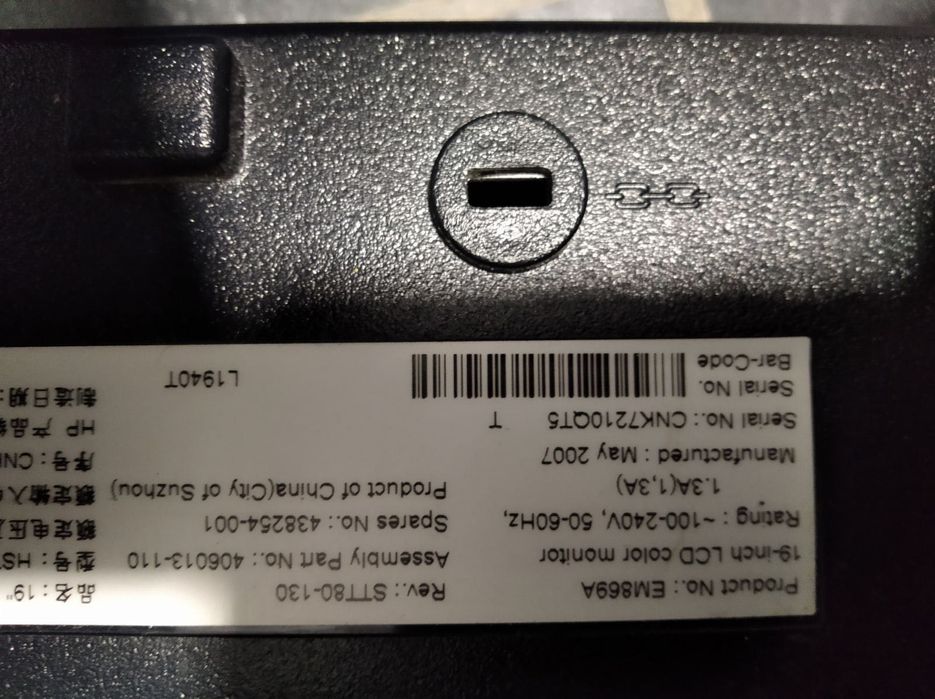 Product No.: EM869A
19-inch LCD color monitor
Rating: ~100-240V, 50-60Hz,
1.3A(1,3A)
Manufactured: May 2007
Serial No.: CNK7210QT5 T
Serial No.
Bar-Code
Rev.: STT80-130
Assembly Part No.: 406013-110
Spares No.: 438254-001
Product of China(City of Suzhou)
L1940T
品名: 19"
型号: HST
额定电压
额定输入
序号: CN
HP 产品
制造日期: